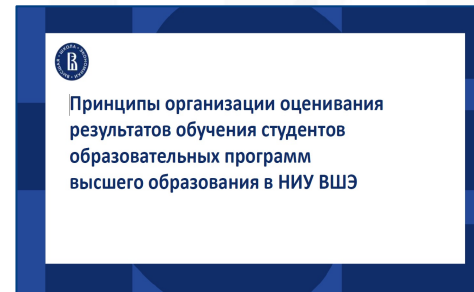 Принципы организации оценивания
результатов обучения студентов
образовательных программ
высшего образования в НИУ ВШЭ